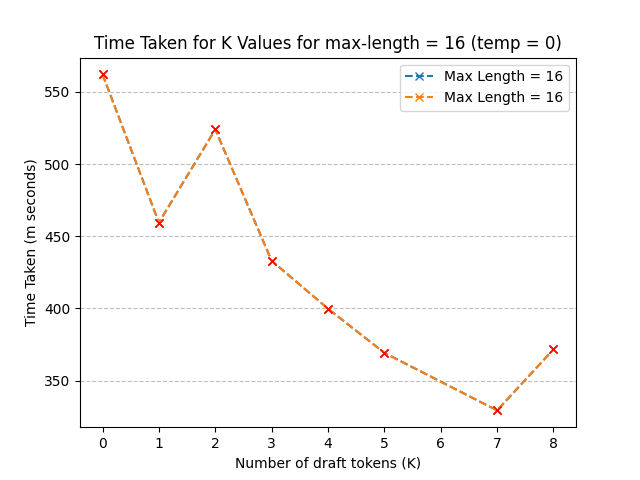 Time Taken for K Values for max-length = 16 (temp = 0)
Max Length = 16
Max Length = 16
550
500
450
400
350
Time Taken (m seconds)
0 1 2 3 4 5 6 7 8
Number of draft tokens (K)